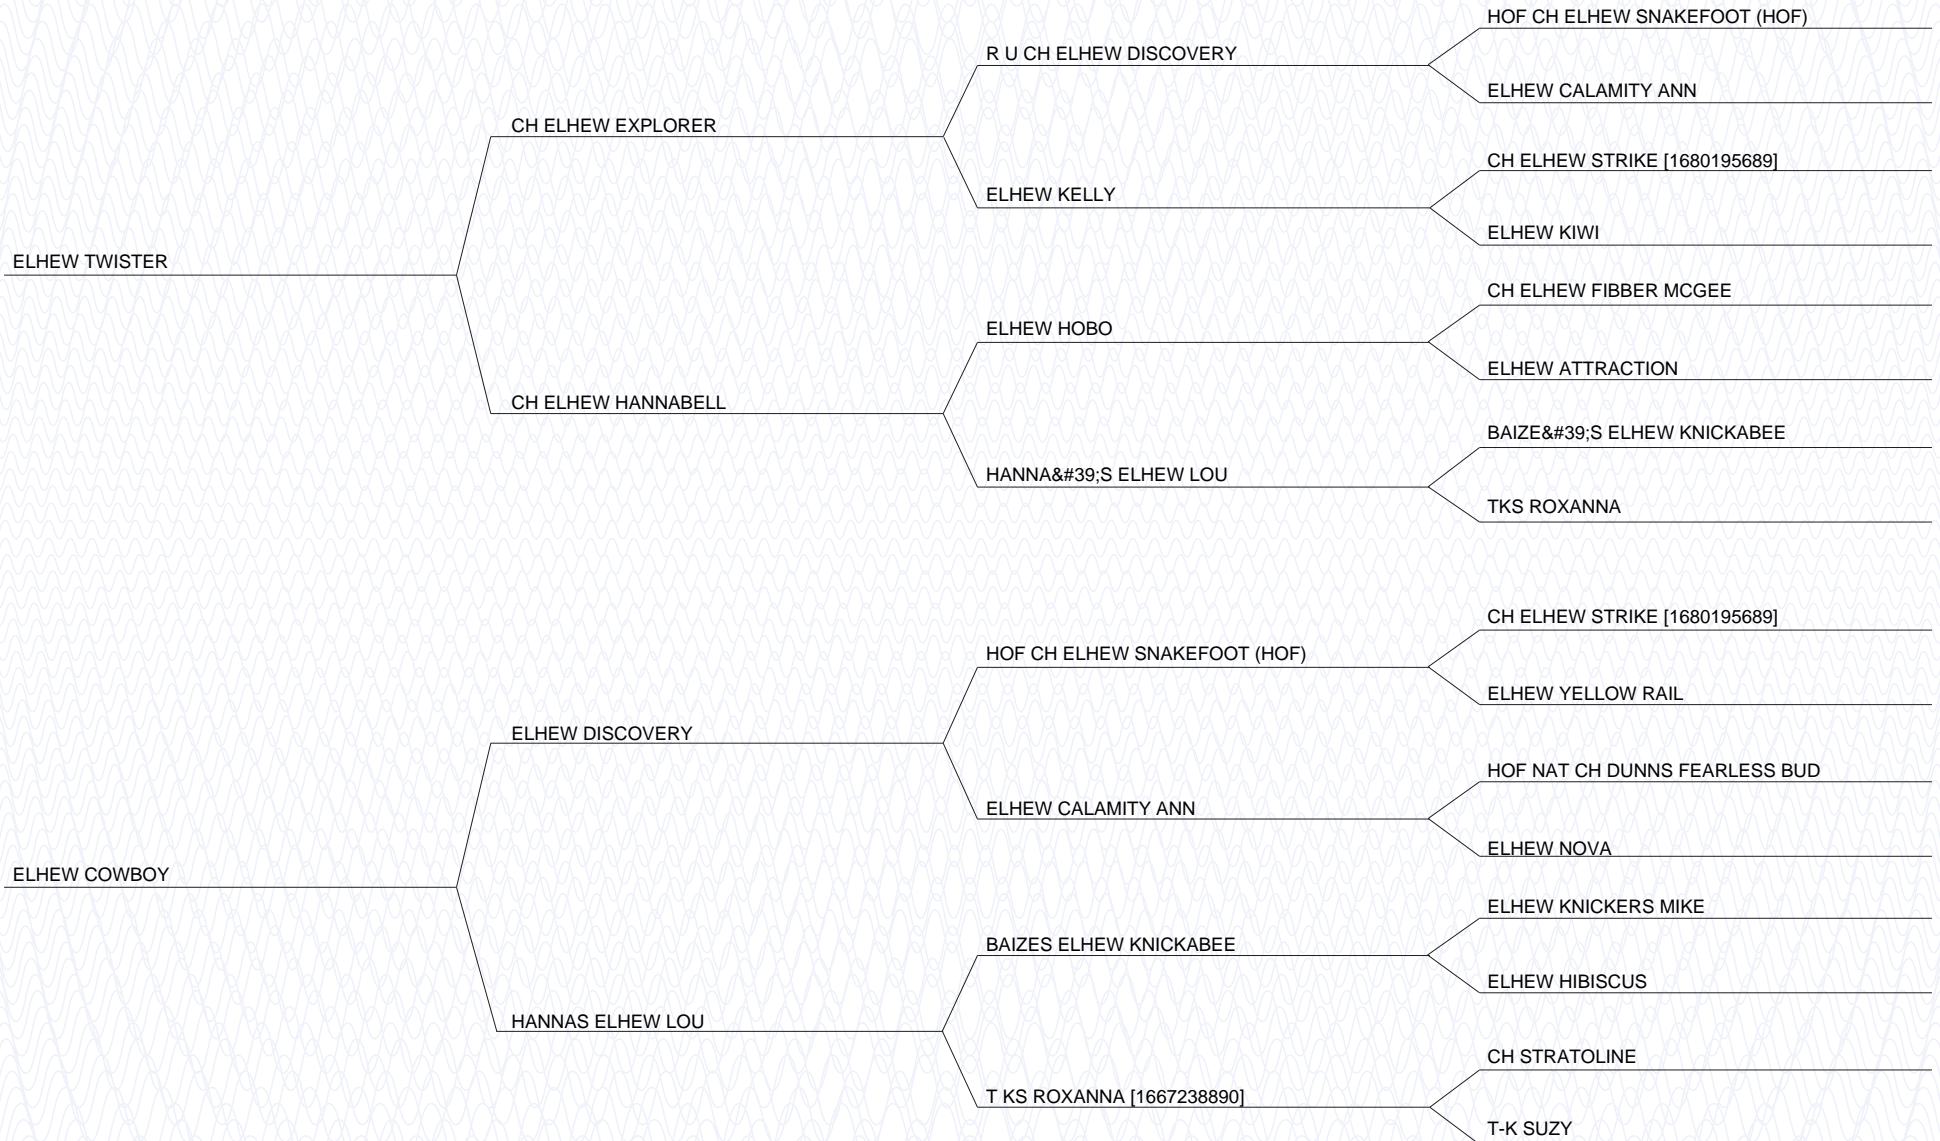 HOF CH ELHEW SNAKEFOOT (HOF)
R U CH ELHEW DISCOVERY
ELHEW CALAMITY ANN
CH ELHEW EXPLORER
CH ELHEW STRIKE [1680195689]
ELHEW KELLY
ELHEW KIWI
ELHEW TWISTER
CH ELHEW FIBBER MCGEE
ELHEW HOBO
ELHEW ATTRACTION
CH ELHEW HANNABELL
BAIZE&#39;S ELHEW KNICKABEE
HANNA&#39;S ELHEW LOU
TKS ROXANNA
CH ELHEW STRIKE [1680195689]
HOF CH ELHEW SNAKEFOOT (HOF)
ELHEW YELLOW RAIL
ELHEW DISCOVERY
HOF NAT CH DUNNS FEARLESS BUD
ELHEW CALAMITY ANN
ELHEW NOVA
ELHEW COWBOY
ELHEW KNICKERS MIKE
BAIZES ELHEW KNICKABEE
ELHEW HIBISCUS
HANNAS ELHEW LOU
CH STRATOLINE
T KS ROXANNA [1667238890]
T-K SUZY